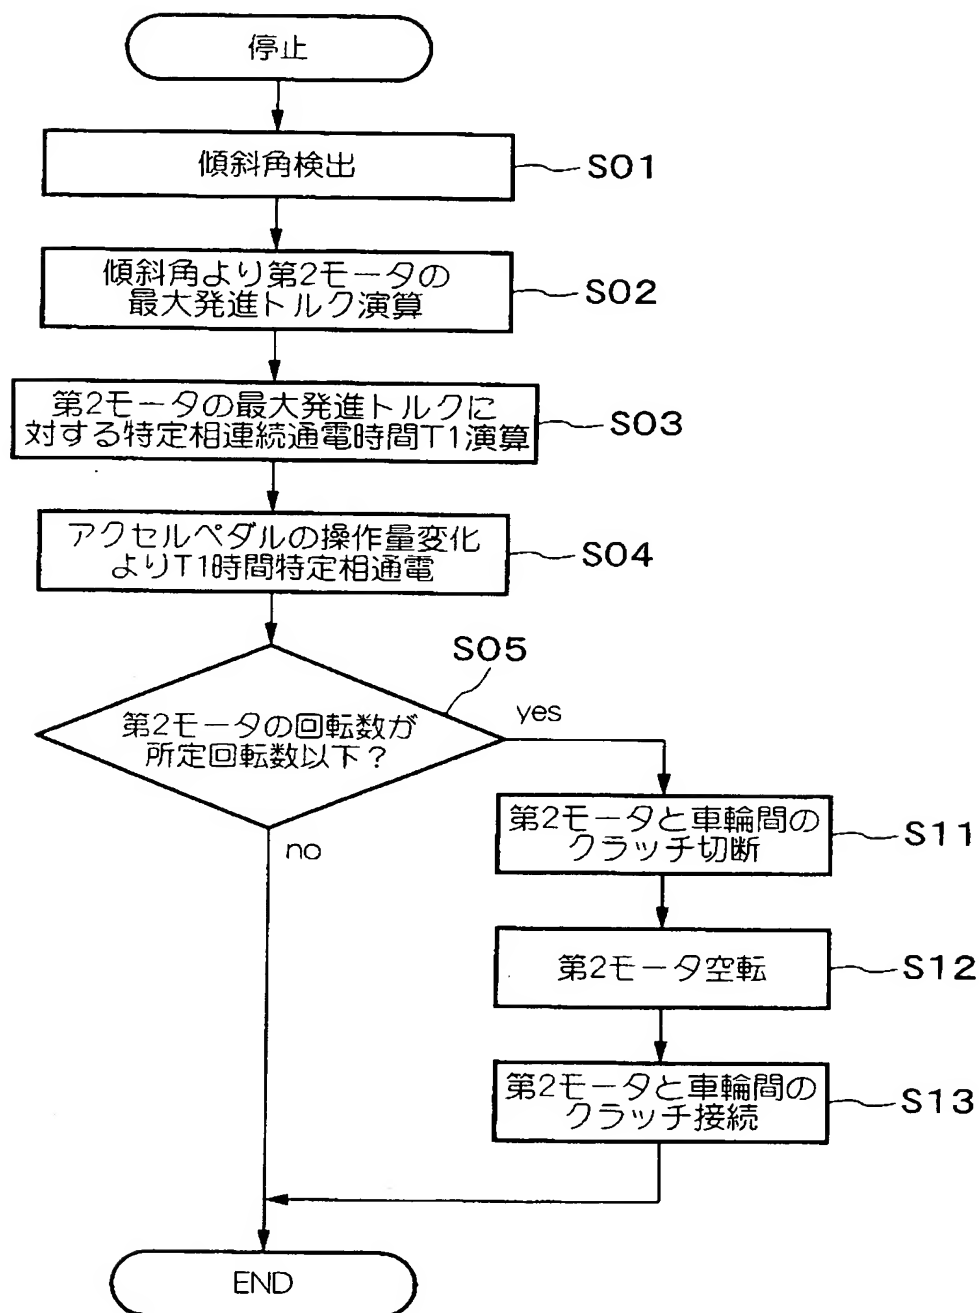 停止
傾斜角検出
S01
傾斜角より第2モータの
最大発進トルク演算
S02
第2モータの最大発進トルクに
対する特定相連続通電時間T1演算
S03
アクセルペダルの操作量変化
よりT1時間特定相通電
S04
S05
第2モータの回転数が
所定回転数以下?
yes
no
第2モータと車輪間の
クラッチ切断
S11
第2モータ空転
S12
第2モータと車輪間の
クラッチ接続
S13
END